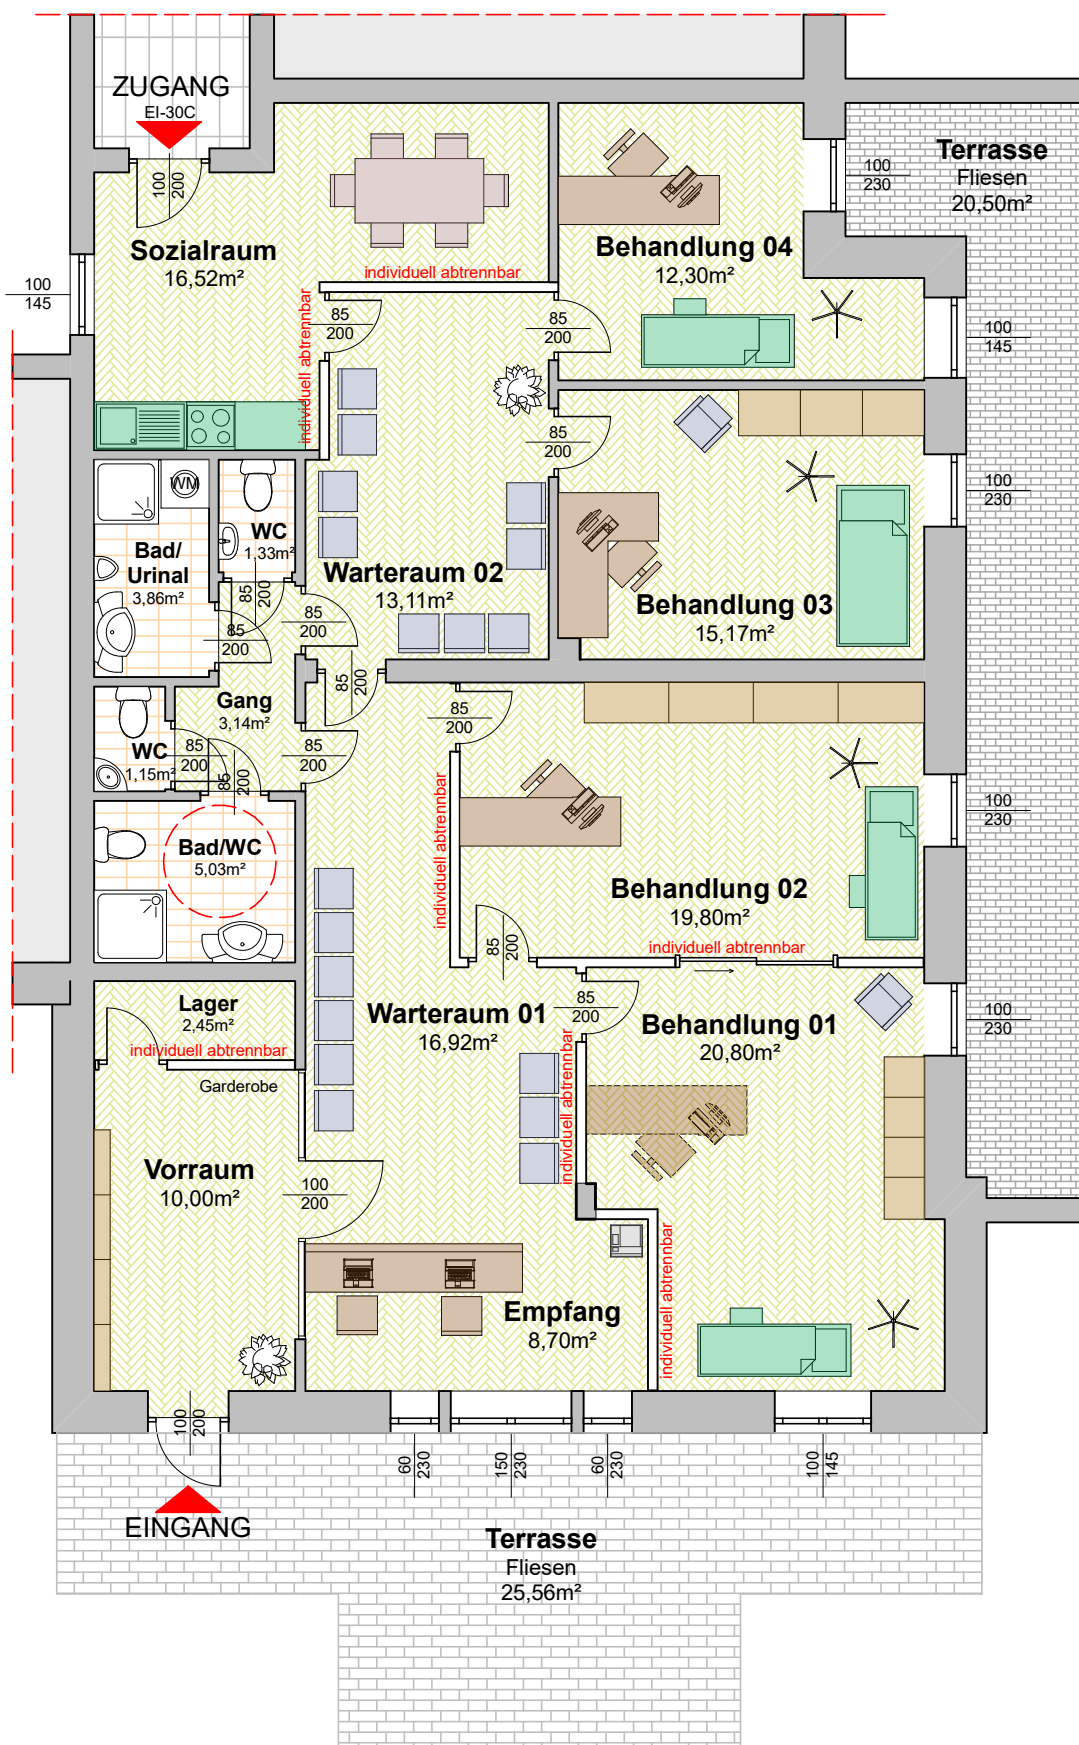 ZUGANG
EI-30C
100
200
Terrasse
Fliesen
20,50m²
100
230
Sozialraum
16,52m²
individuell abtrennbar
Behandlung 04
12,30m²
100
145
individuell abtrennbar
85
200
85
200
100
145
85
200
100
230
WM
WC
1,33m²
Bad/
Urinal
3,86m²
Warteraum 02
13,11m²
Behandlung 03
15,17m²
85
200
85
200
85
200
85
200
Gang
3,14m²
85
200
WC
1,15m²
85
200
85
200
85
200
individuell abtrennbar
100
230
Bad/WC
5,03m²
Behandlung 02
19,80m²
85
200
individuell abtrennbar
Lager
2,45m²
individuell abtrennbar
Garderobe
Warteraum 01
16,92m²
85
200
Behandlung 01
20,80m²
100
230
individuell abtrennbar
Vorraum
10,00m²
100
200
individuell abtrennbar
Empfang
8,70m²
100
200
60
230
150
230
60
230
100
145
EINGANG
Terrasse
Fliesen
25,56m²